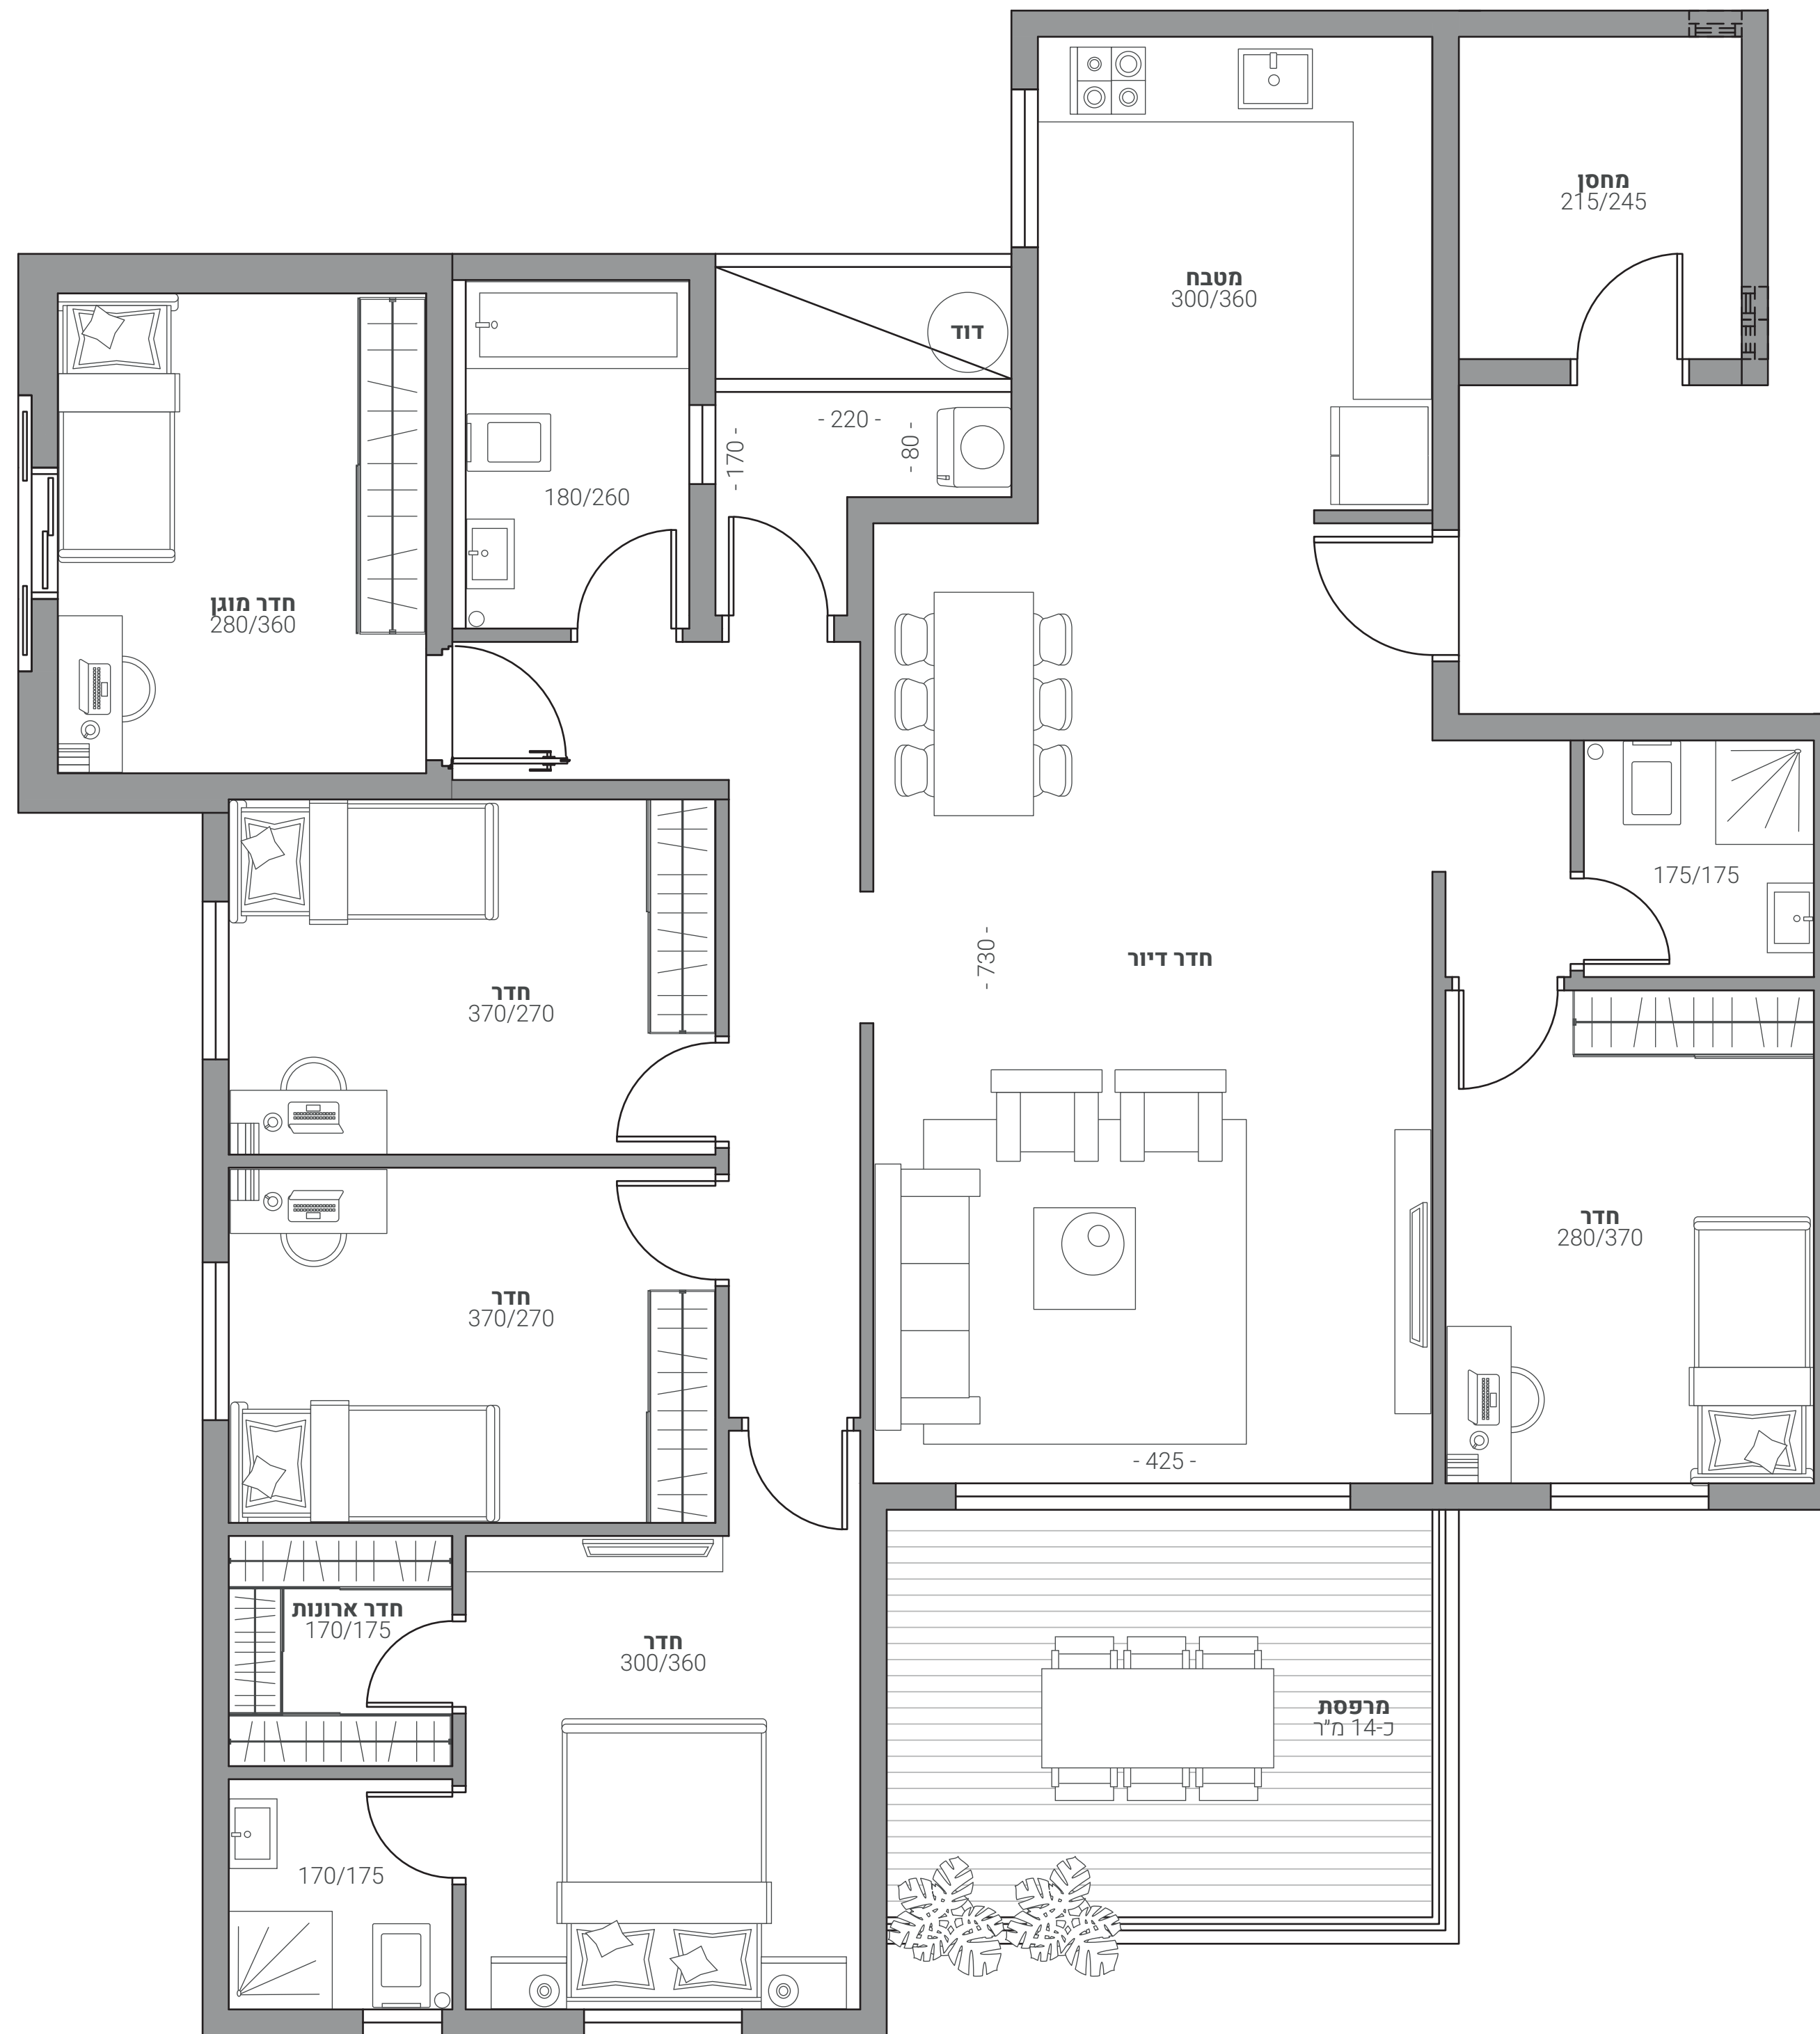 מחסן
215/245
מטבח
300/360
דוד
- 220 -
- 170 -
- 80 -
180/260
חדר מוגן
280/360
175/175
חדר דיור
- 730 -
חדר
370/270
חדר
280/370
חדר
370/270
- 425 -
חדר ארונות
170/175
חדר
300/360
מרפסת
כ-14 מ"ר
170/175